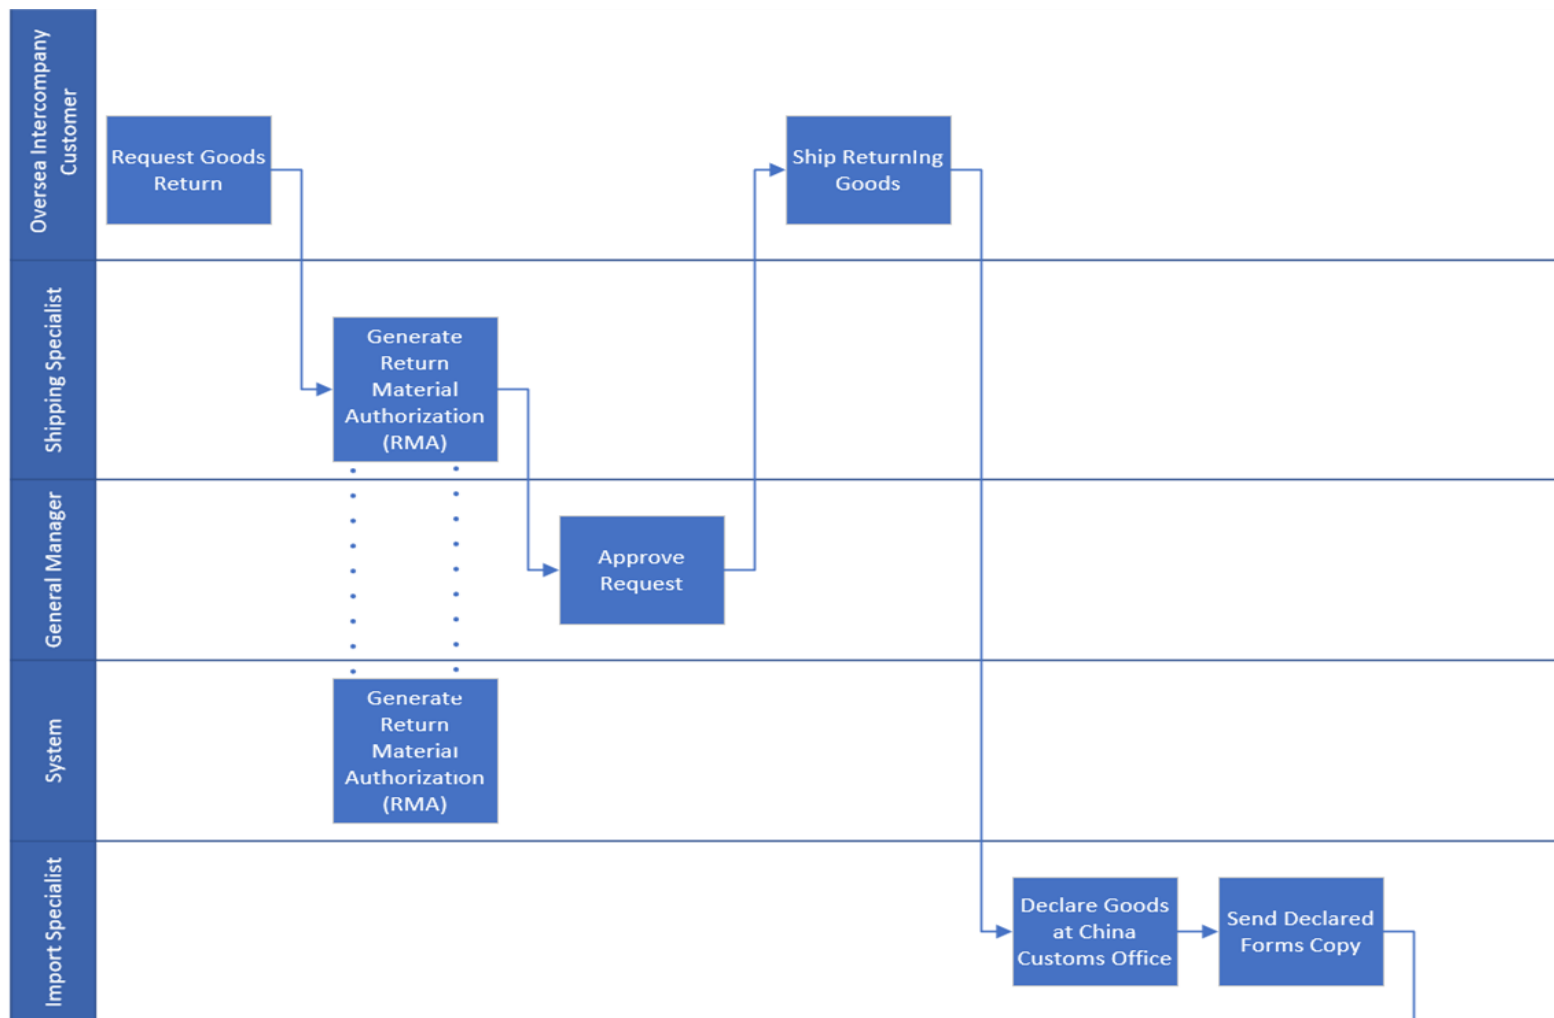 Oversea Intercompany
Customer
Request Goods
Return
Ship ReturnIng
Goods
Shipping Specialist
Generate
Return
Material
Authorization
(RMA)
General Manager
Approve
Request
System
Generate
Return
Material
Authorization
(RMA)
Import Specialist
Declare Goods
at China
Customs Office
Send Declared
Forms Copy